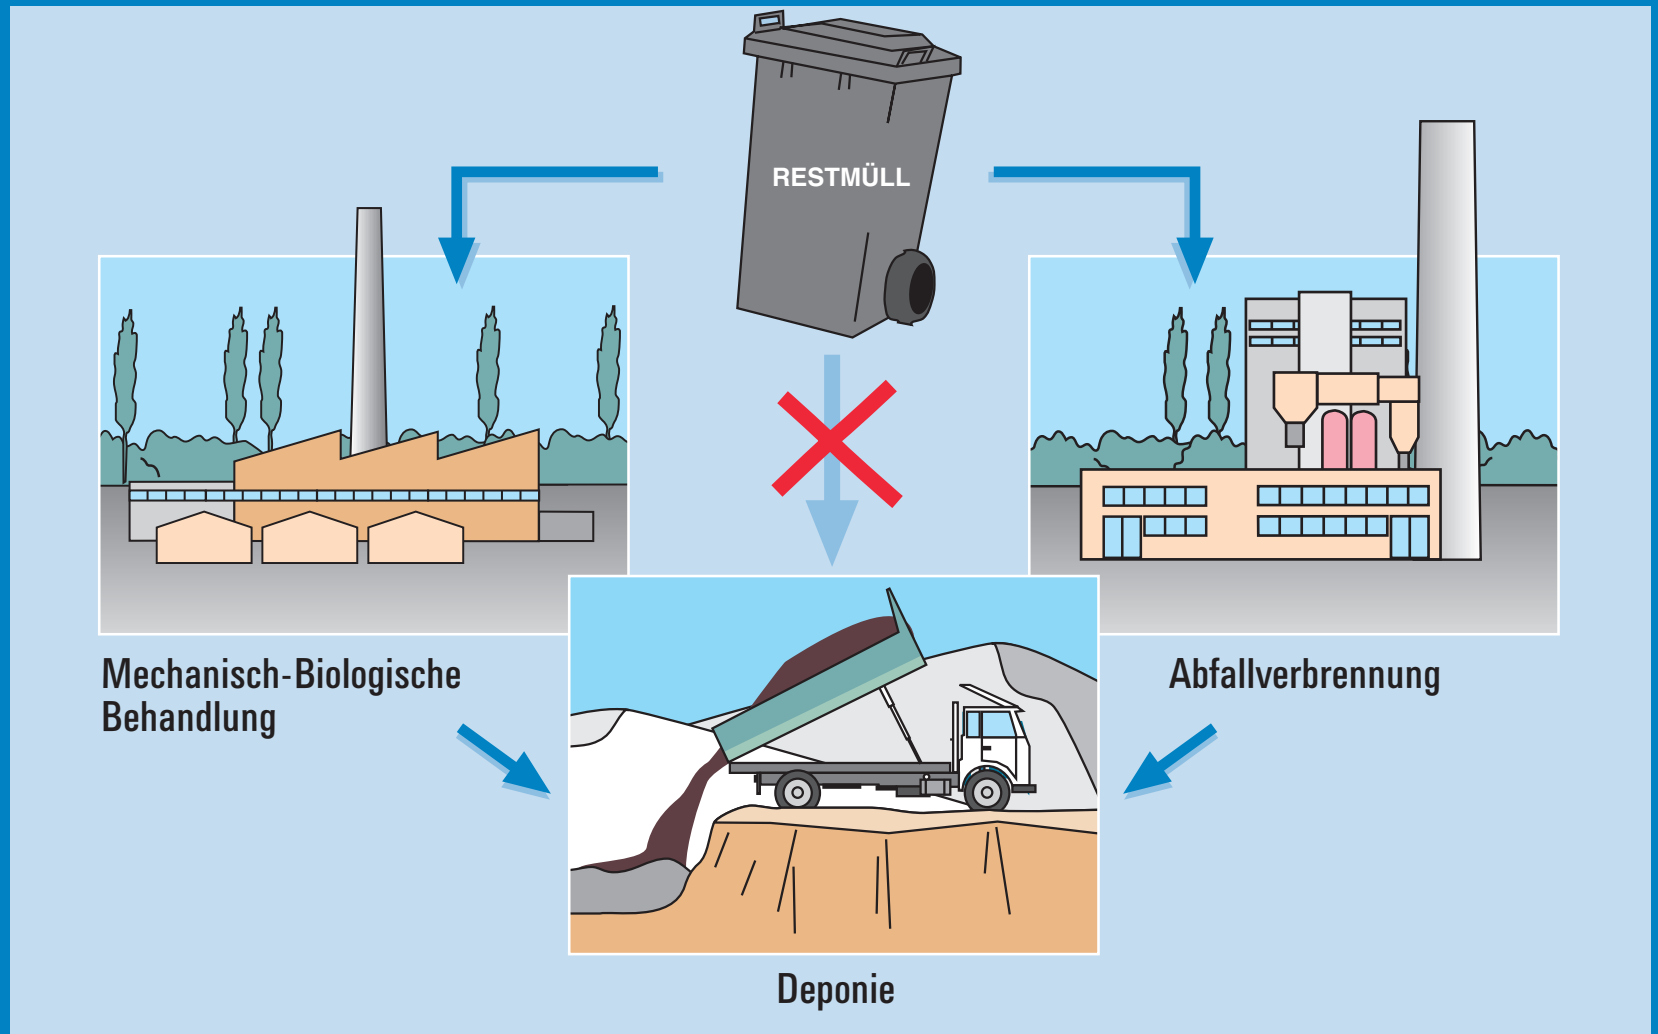 RESTMÜLL
Mechanisch-Biologische
Behandlung
Abfallverbrennung
Deponie